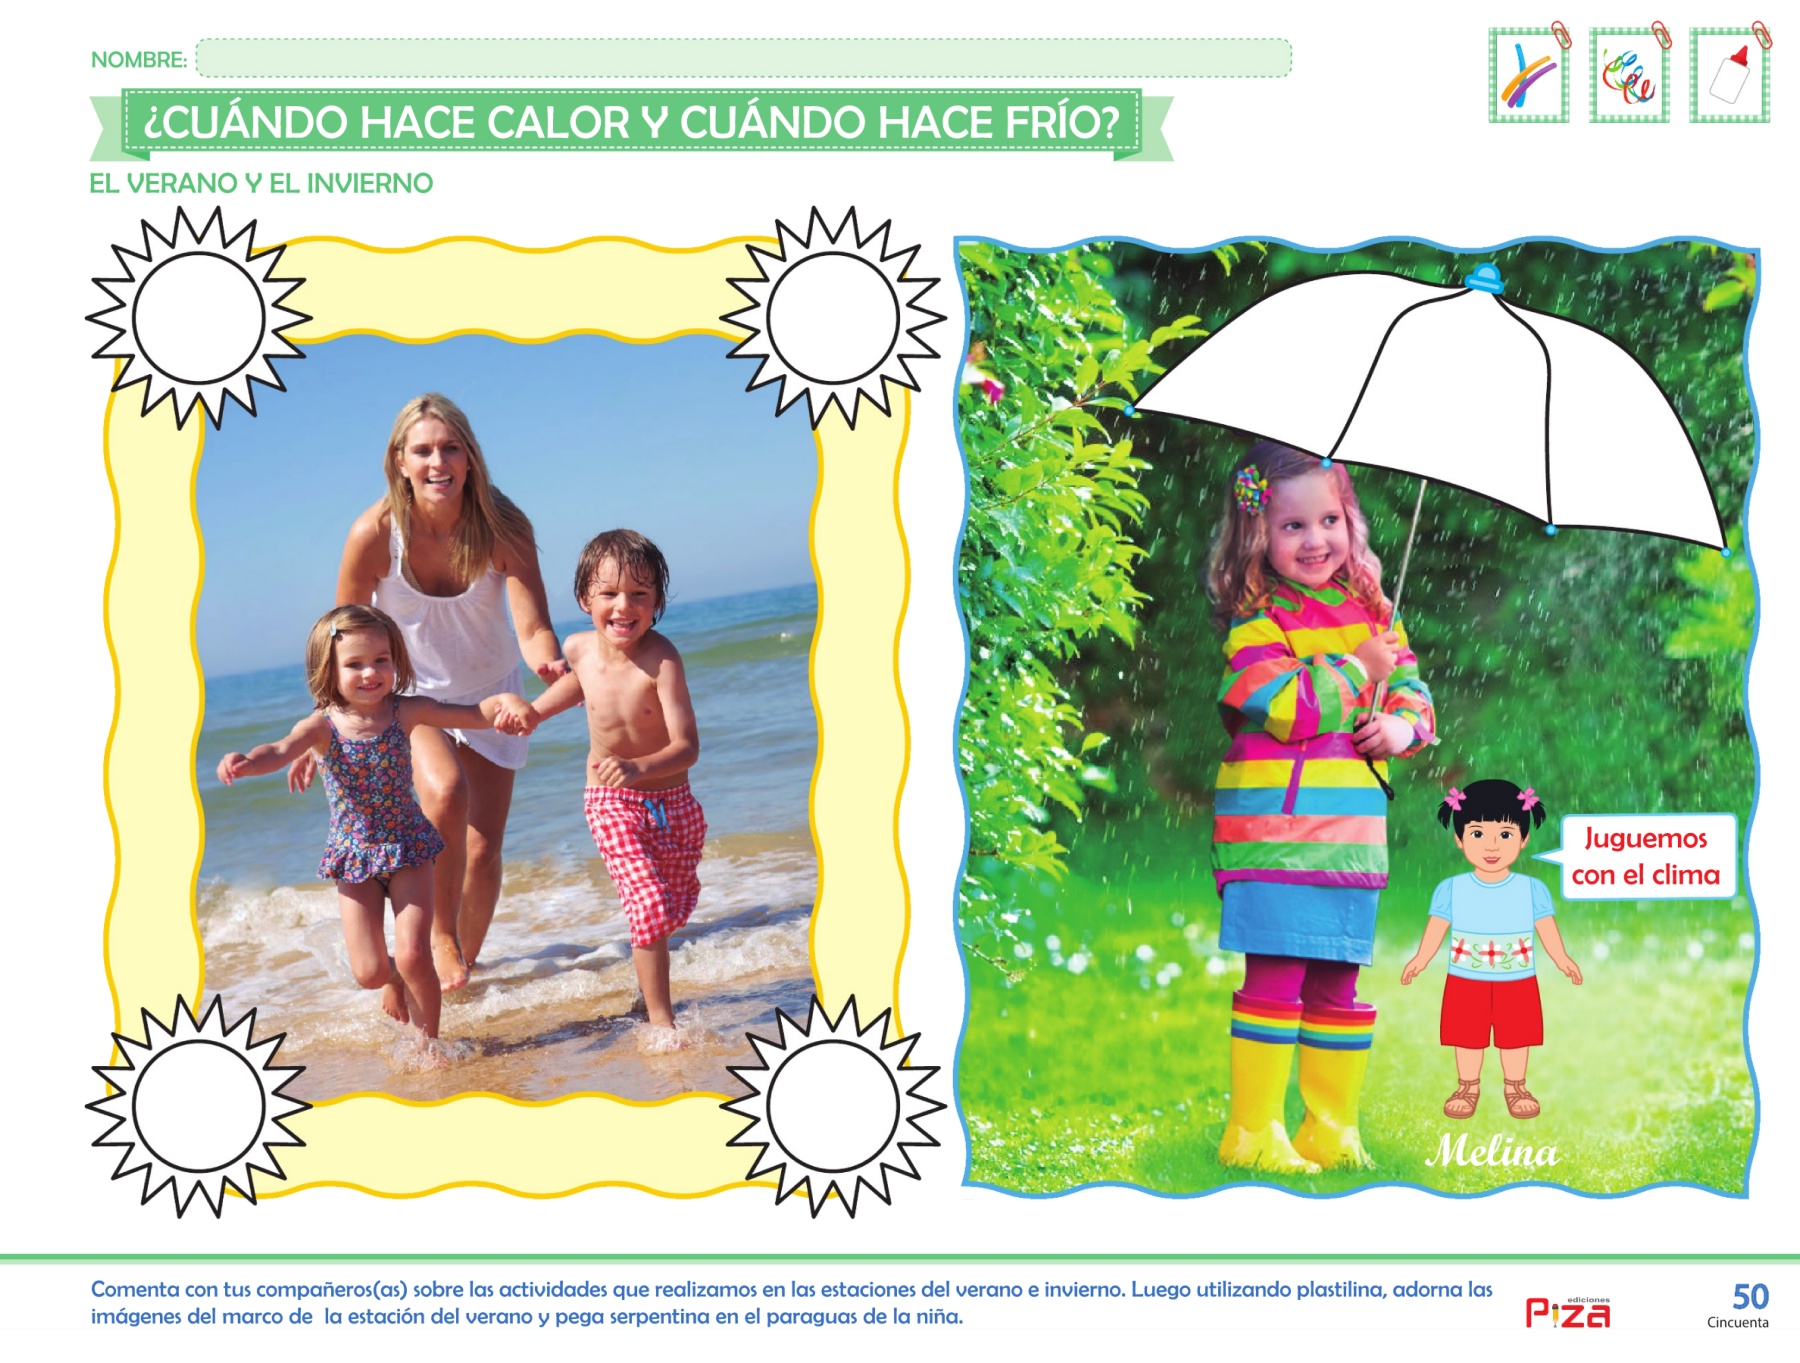 NOMBRE:
¿CUÁNDO HACE CALOR Y CUÁNDO HACE FRÍO?
EL VERANO Y EL INVIERNO
Juguemos
con el clima
Melina
Comenta con tus compañeros(as) sobre las actividades que realizamos en las estaciones del verano e invierno. Luego utilizando plastilina, adorna las
imágenes del marco de la estación del verano y pega serpentina en el paraguas de la niña.
ediciones
Piza
50
Cincuenta